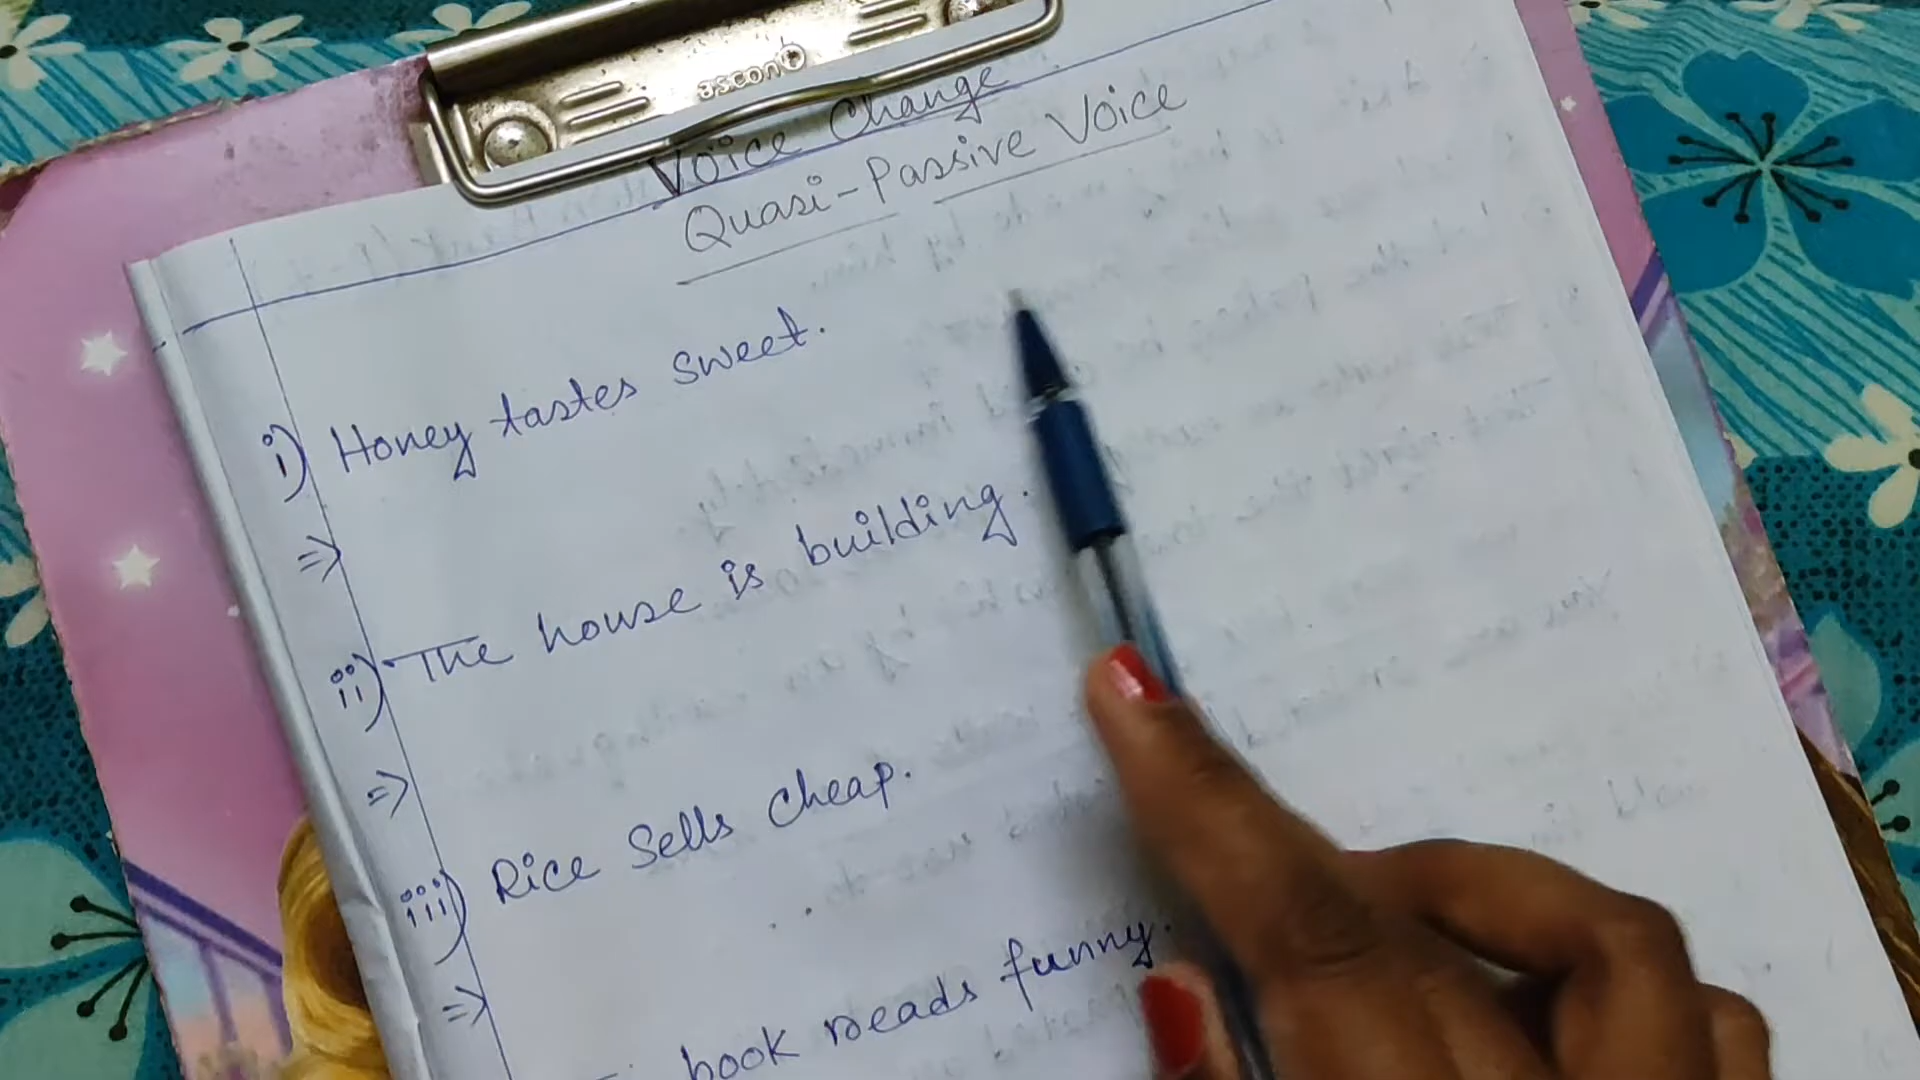 ascon
Voice Change
Quasi-Passive Voice
i) Honey tastes sweet.
=>
ii) The house is building.
=>
iii) Rice Sells cheap.
=>
book reads funny.